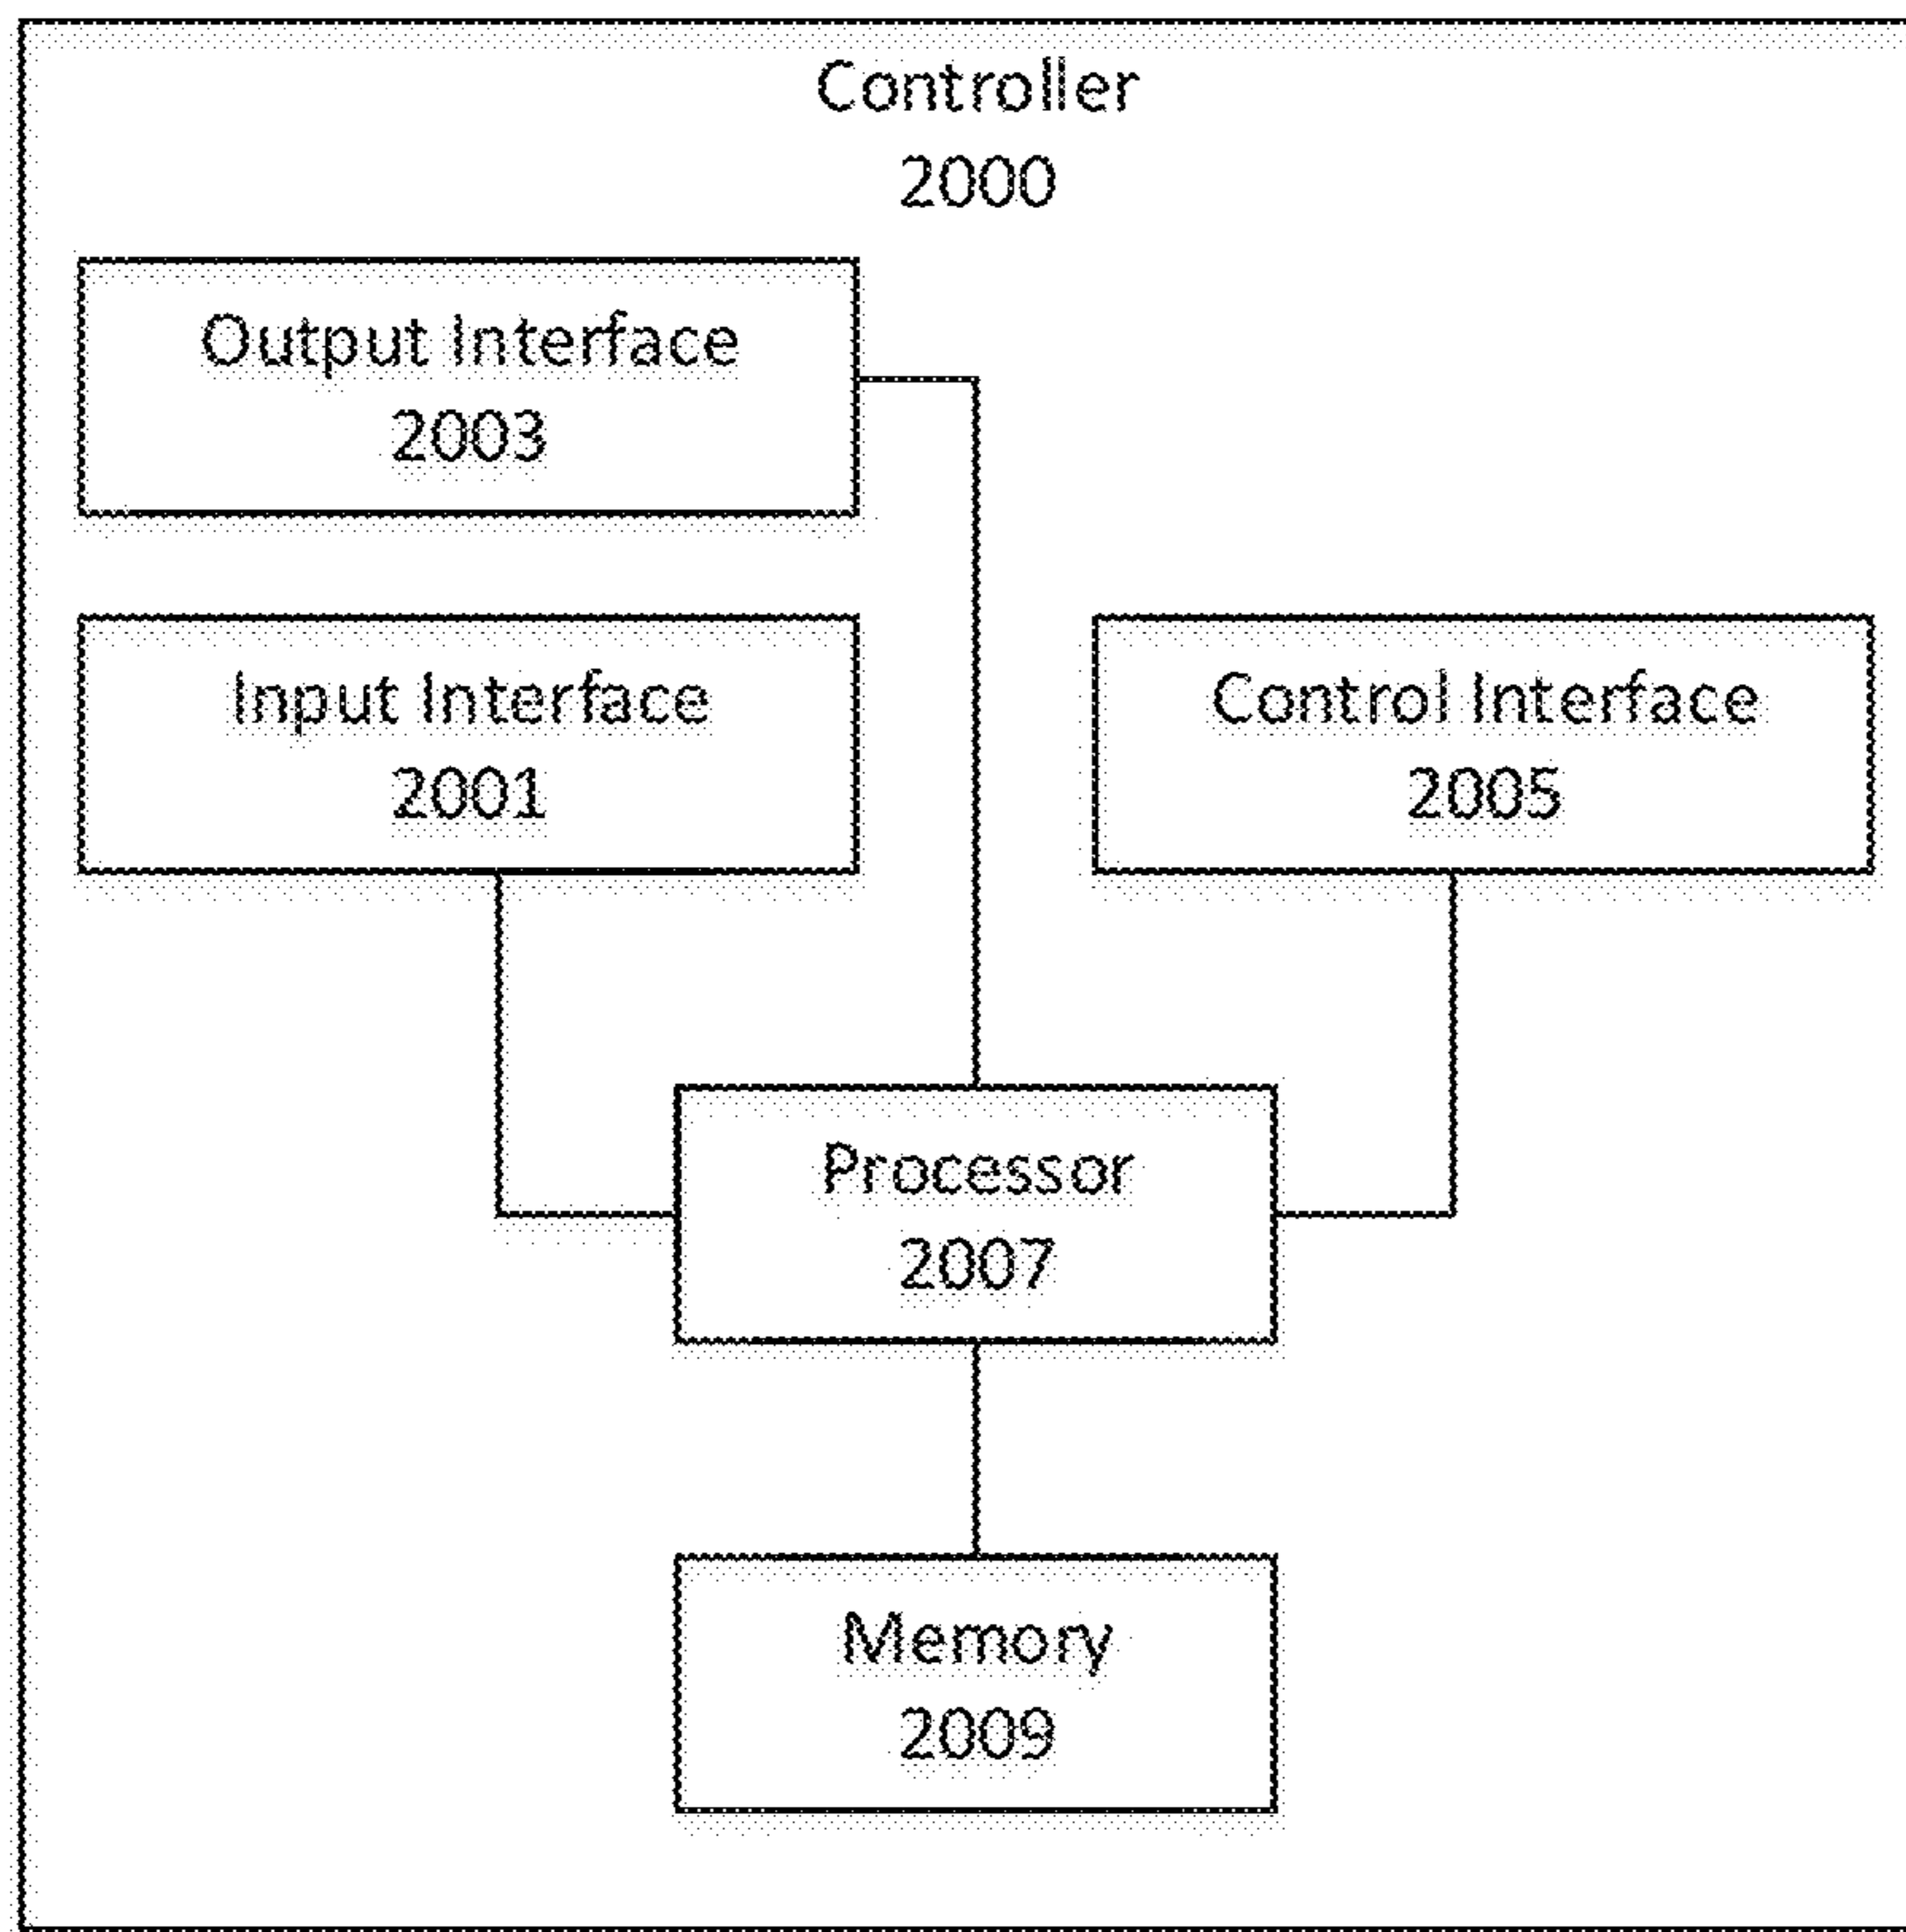 Controller
2000
Output Interface
2003
Input Interface
2001
Control Interface
2005
Processor
2007
Memory
2009